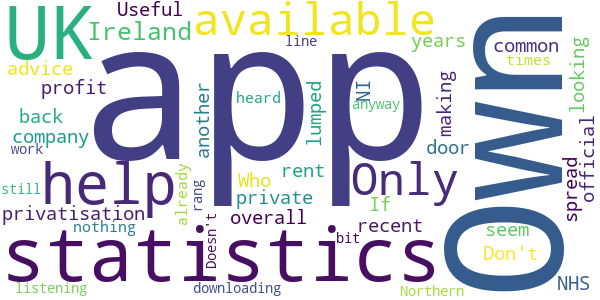 Useful
UK
Ireland
available
line
years
common
times
looking
advice
app
own
profit
heard
NI
anyway
making
back
another
lumped
company
door
work
official
spread
help
already
Who
rent
Only
still
rang
private
If
privatisation
Doesn't
overall
recent
seem
nothing
bit
Don't
statistics
NHS
listening
downloading
Northern